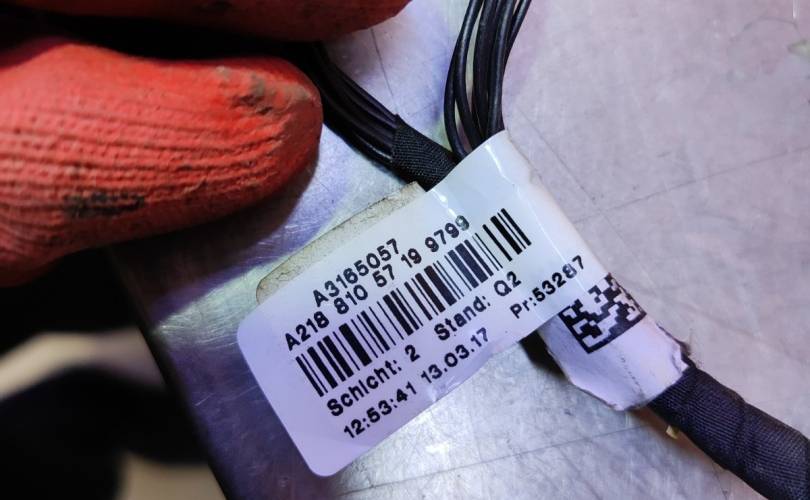 A3165057
A218 810 57 19 9799
Schicht: 2 Stand: Q2
12:53:41 13.03.17 Pr:53287